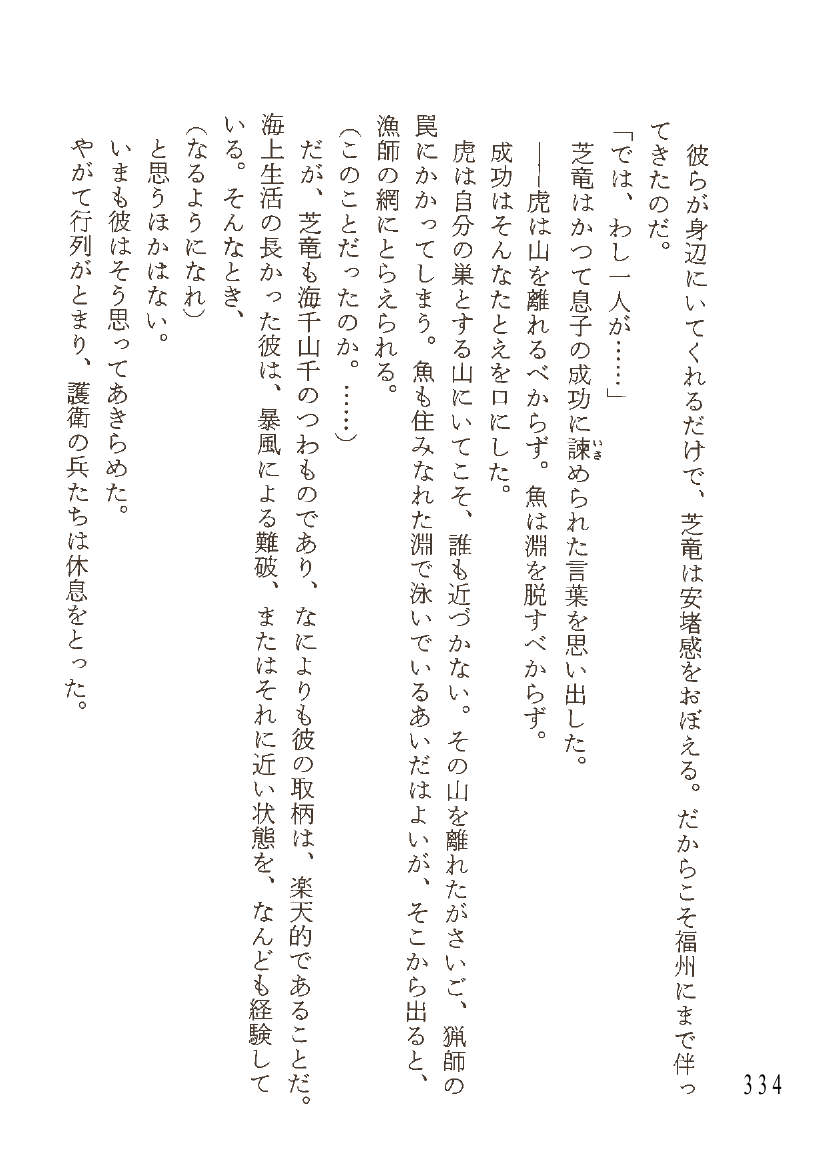 彼らが身辺にいてくれるだけで、芝竜は安堵感をおぼえる。だからこそ福州にまで伴っ
てきたのだ。
「では、わし一人が……」
芝竜はかつて息子の成功に諫められた言葉を思い出した。
いさ
――虎は山を離れるべからず。魚は淵を脱すべからず。
成功はそんなたとえを口にした。
虎は自分の巣とする山にいてこそ、誰も近づかない。その山を離れたがさいご、猟師の
罠にかかってしまう。魚も住みなれた淵で泳いでいるあいだはよいが、そこから出ると、
漁師の網にとらえられる。
(このことだったのか。……)
だが、芝竜も海千山千のつわものであり、なによりも彼の取柄は、楽天的であることだ。
海上生活の長かった彼は、暴風による難破、またはそれに近い状態を、なんども経験して
いる。そんなとき、
(なるようになれ)
と思うほかはない。
いまも彼はそう思ってあきらめた。
やがて行列がとまり、護衛の兵たちは休息をとった。
334